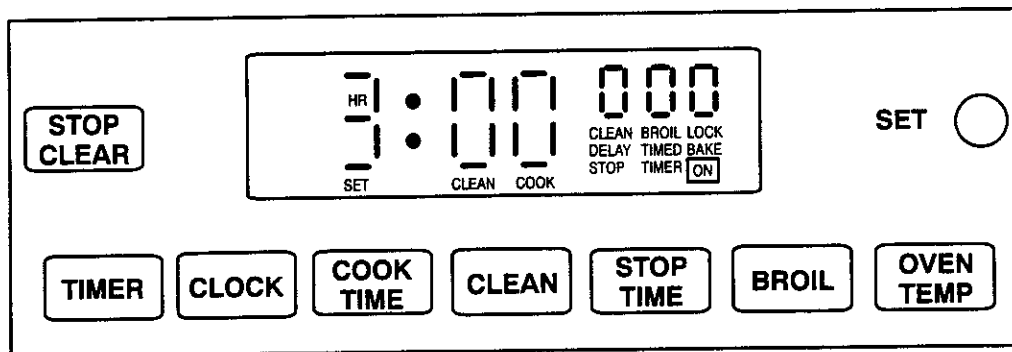 HR
3:00 000
CLEAN BROIL LOCK
DELAY TIMED BAKE
STOP TIMER ON
SET CLEAN COOK
STOP
CLEAR
SET
TIMER
CLOCK
COOK
TIME
CLEAN
STOP
TIME
BROIL
OVEN
TEMP